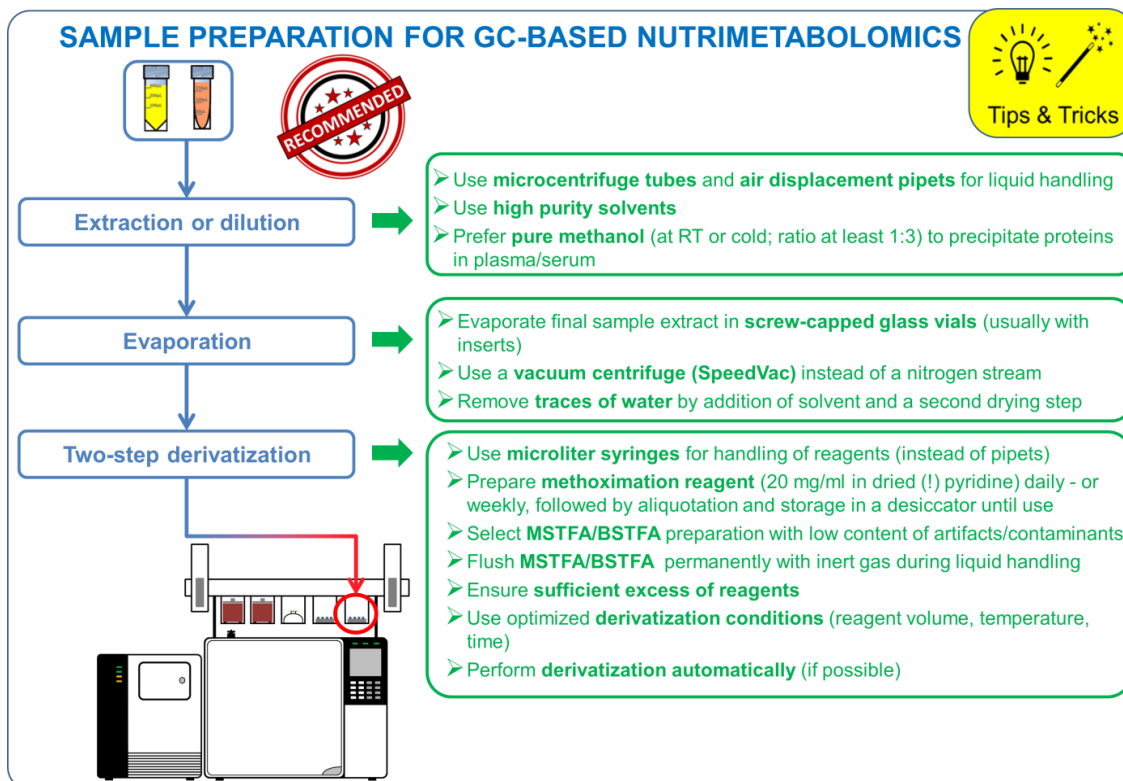 SAMPLE PREPARATION FOR GC-BASED NUTRIMETABOLOMICS
Tips & Tricks
RECOMMENDED
Extraction or dilution
➢Use microcentrifuge tubes and air displacement pipets for liquid handling
➢Use high purity solvents
➢Prefer pure methanol (at RT or cold; ratio at least 1:3) to precipitate proteins
in plasma/serum
Evaporation
➢Evaporate final sample extract in screw-capped glass vials (usually with
inserts)
➢Use a vacuum centrifuge (SpeedVac) instead of a nitrogen stream
➢Remove traces of water by addition of solvent and a second drying step
Two-step derivatization
➢Use microliter syringes for handling of reagents (instead of pipets)
➢Prepare methoximation reagent (20 mg/ml in dried (!) pyridine) daily - or
weekly, followed by aliquotation and storage in a desiccator until use
➢Select MSTFA/BSTFA preparation with low content of artifacts/contaminants
➢Flush MSTFA/BSTFA permanently with inert gas during liquid handling
➢Ensure sufficient excess of reagents
➢Use optimized derivatization conditions (reagent volume, temperature,
time)
➢Perform derivatization automatically (if possible)